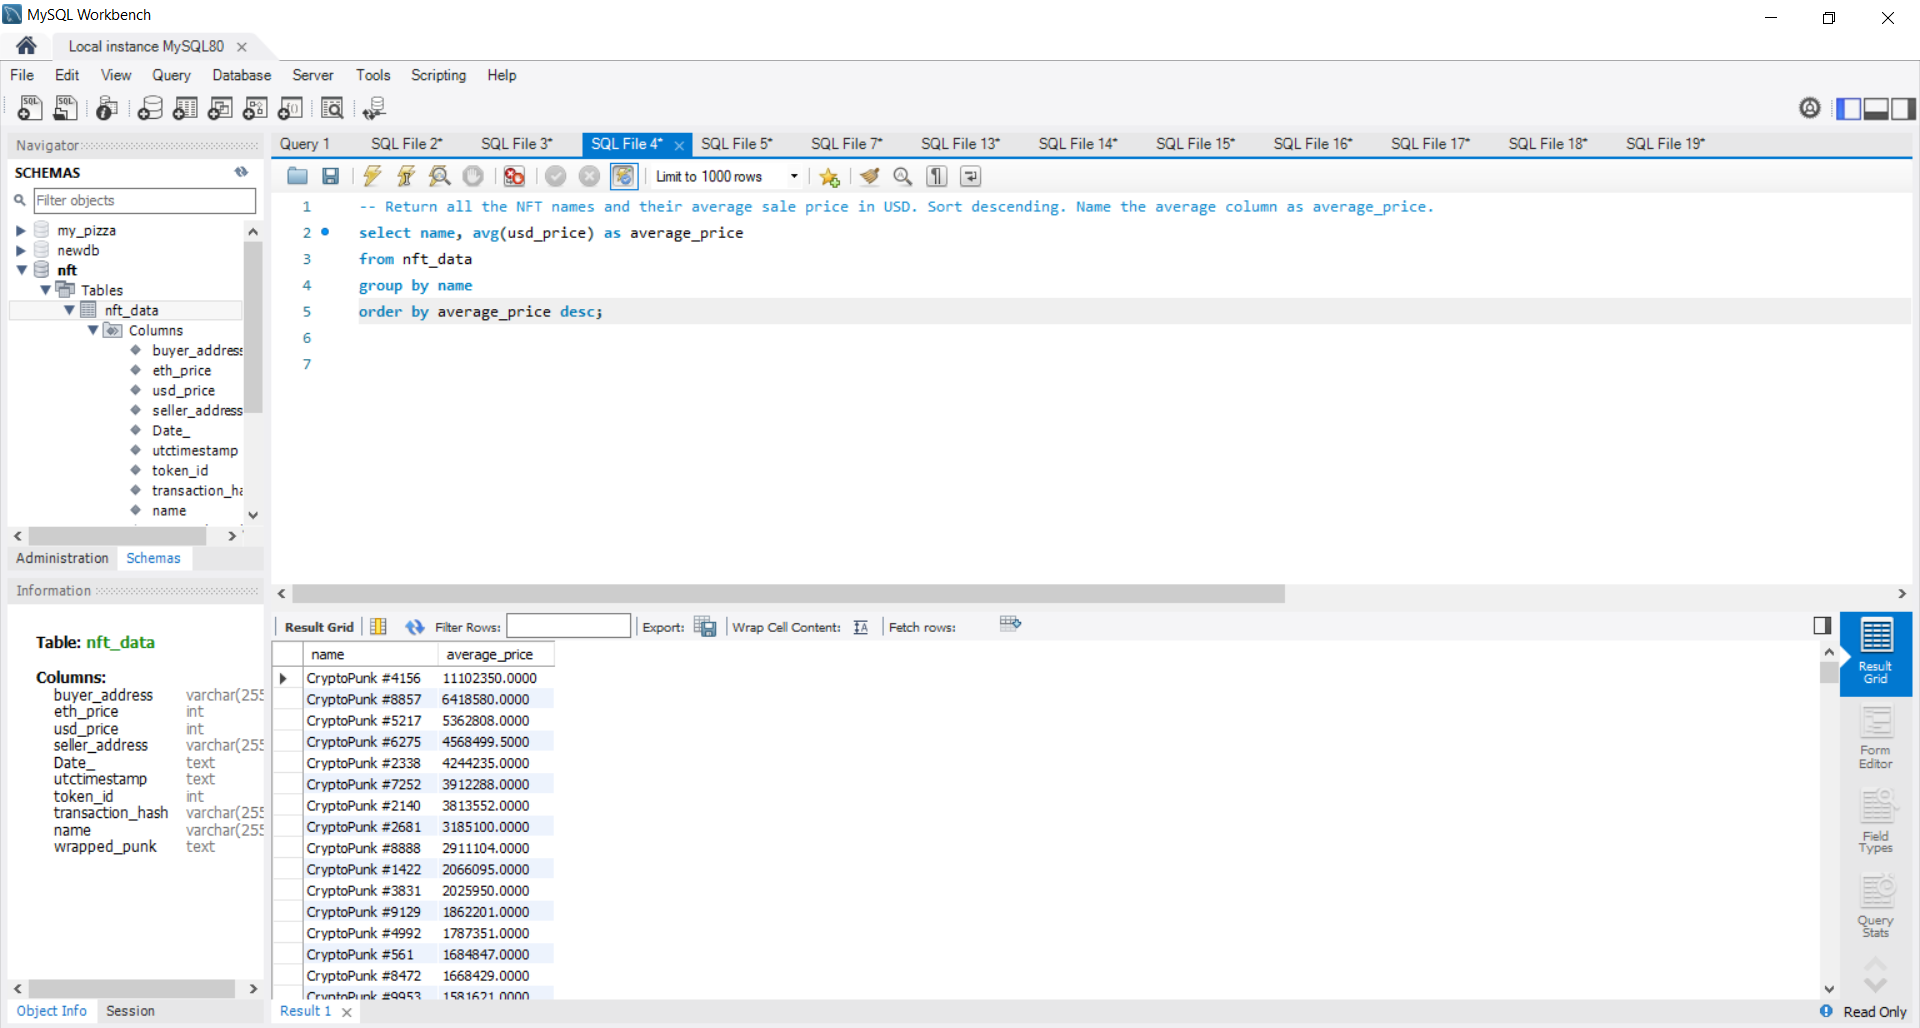 MySQL Workbench
Local instance MySQL80
File Edit View Query Database Server Tools Scripting Help
Navigator
SCHEMAS
Filter objects
my_pizza
newdb
nft
Tables
nft_data
Columns
buyer_address
eth_price
usd_price
seller_address
Date_
utctimestamp
token_id
transaction_ha
name
Administration Schemas
Information
Table: nft_data
Columns:
buyer_address varchar(255
eth_price int
usd_price int
seller_address varchar(255
Date_ text
utctimestamp text
token_id int
transaction_hash varchar(255
name varchar(255
wrapped_punk text
Object Info Session
Query 1 SQL File 2* SQL File 3* SQL File 4* SQL File 5* SQL File 7* SQL File 13* SQL File 14* SQL File 15* SQL File 16* SQL File 17* SQL File 18* SQL File 19*
Limit to 1000 rows
1 -- Return all the NFT names and their average sale price in USD. Sort descending. Name the average column as average_price.
2 select name, avg(usd_price) as average_price
3 from nft_data
4 group by name
5 order by average_price desc;
6
7
Result Grid Filter Rows: Export: Wrap Cell Content: Fetch rows:
name average_price
CryptoPunk #4156 11102350.0000
CryptoPunk #8857 6418580.0000
CryptoPunk #5217 5362808.0000
CryptoPunk #6275 4568499.5000
CryptoPunk #2338 4244235.0000
CryptoPunk #7252 3912288.0000
CryptoPunk #2140 3813552.0000
CryptoPunk #2681 3185100.0000
CryptoPunk #8888 2911104.0000
CryptoPunk #1422 2066095.0000
CryptoPunk #3831 2025950.0000
CryptoPunk #9129 1862201.0000
CryptoPunk #4992 1787351.0000
CryptoPunk #561 1684847.0000
CryptoPunk #8472 1668429.0000
CryptoPunk #9953 1581621.0000
Result 1
Result
Grid
Form
Editor
Field
Types
Query
Stats
Read Only